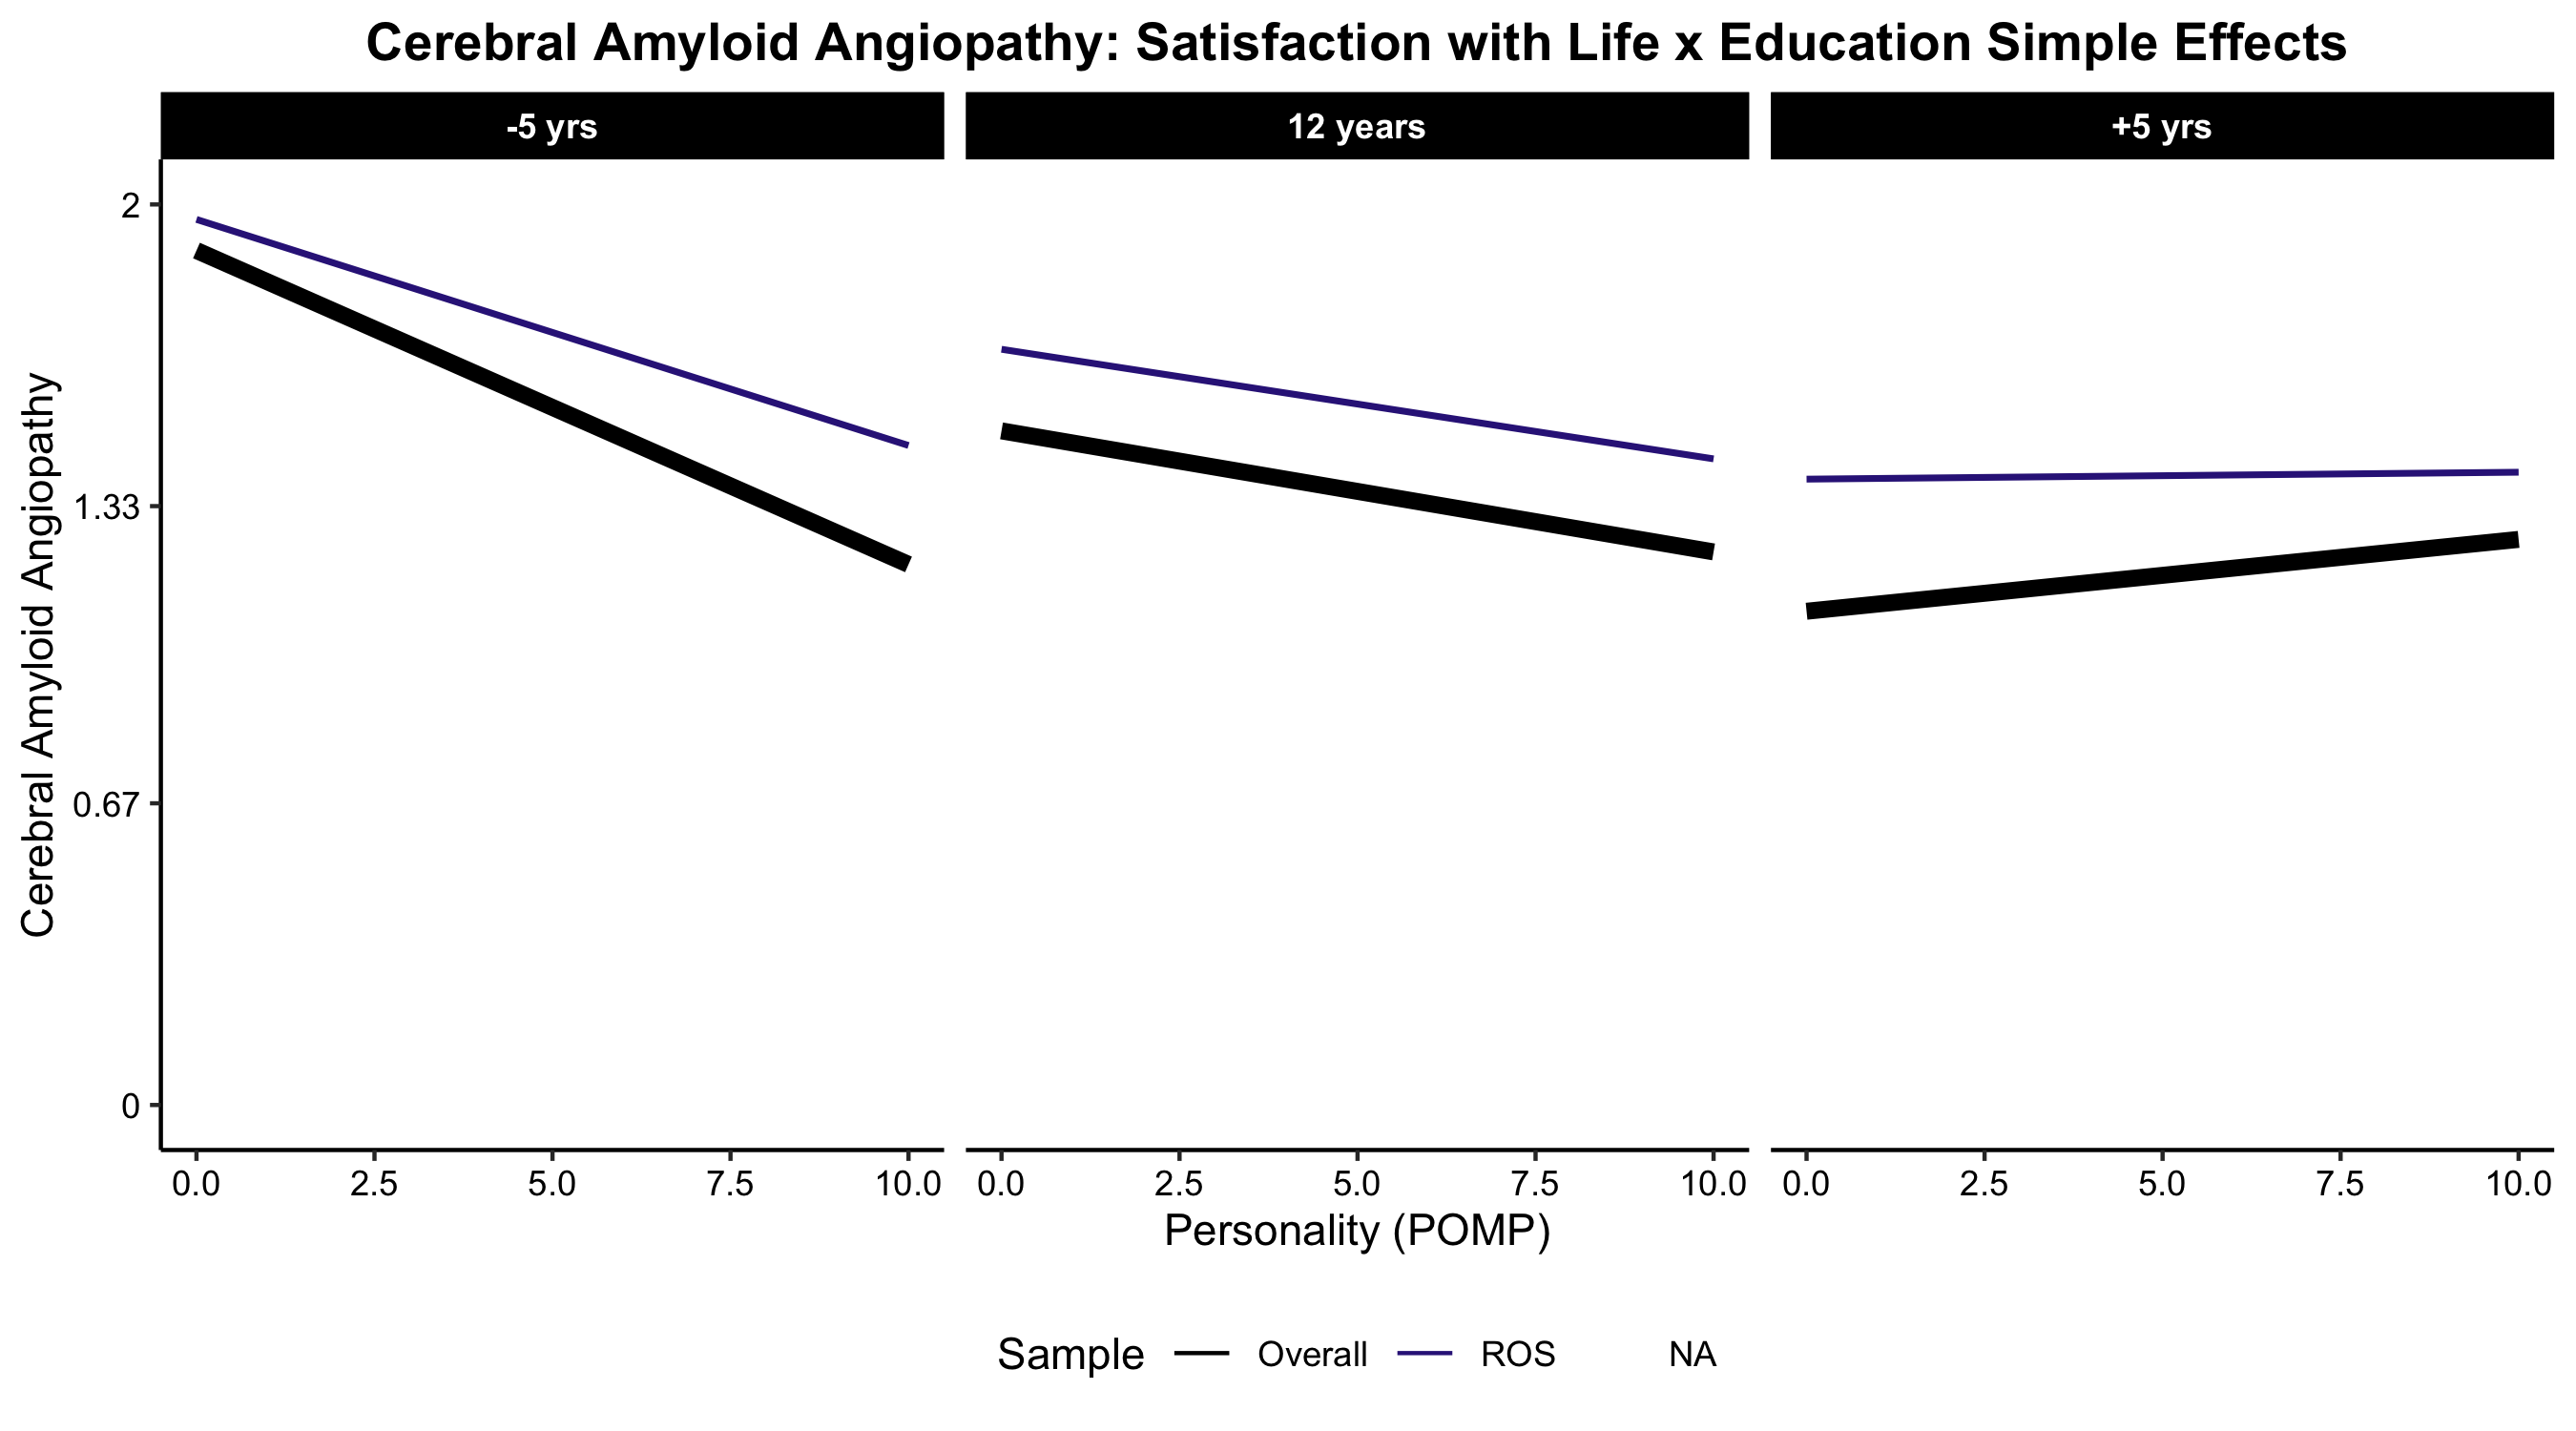 Cerebral Amyloid Angiopathy: Satisfaction with Life x Education Simple Effects
-5 yrs
12 years
+5 yrs
Cerebral Amyloid Angiopathy
2
1.33
0.67
0
0.0 2.5 5.0 7.5 10.0
0.0 2.5 5.0 7.5 10.0
0.0 2.5 5.0 7.5 10.0
Personality (POMP)
Sample Overall ROS NA